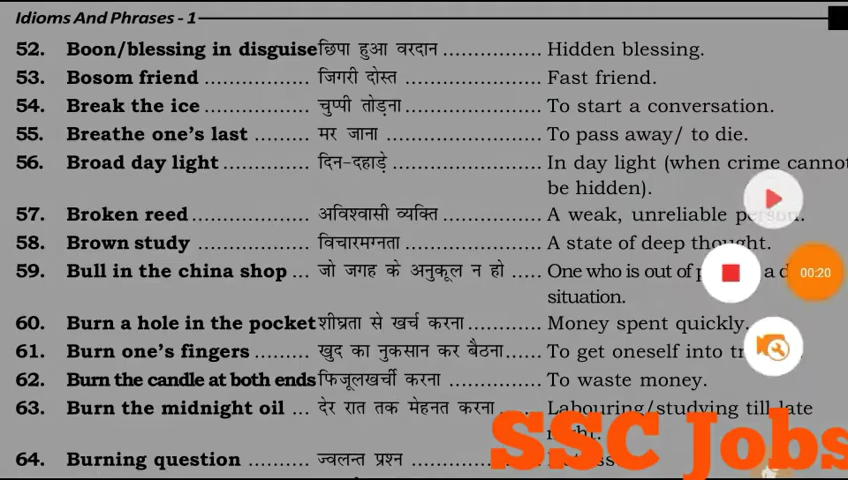 Idioms And Phrases - 1
52. Boon/blessing in disguise छिपा हुआ वरदान ................ Hidden blessing.
53. Bosom friend ................. जिगरी दोस्त ....................... Fast friend.
54. Break the ice ................. चुप्पी तोड़ना ...................... To start a conversation.
55. Breathe one's last ......... मर जाना ......................... To pass away/ to die.
56. Broad day light .............. दिन-दहाड़े ........................ In day light (when crime cannot
be hidden).
57. Broken reed ................... अविश्वासी व्यक्ति ................ A weak, unreliable person.
58. Brown study .................. विचारमग्नता ...................... A state of deep thought.
59. Bull in the china shop ... जो जगह के अनुकूल न हो ..... One who is out of a d
situation.
60. Burn a hole in the pocket शीघ्रता से खर्च करना ............ Money spent quickly.
61. Burn one's fingers ......... खुद का नुकसान कर बैठना ...... To get oneself into
62. Burn the candle at both ends फिजूलखर्ची करना ............... To waste money.
63. Burn the midnight oil ... देर रात तक मेहनत करना ....... Labouring/studying till late
night.
64. Burning question .......... ज्वलन्त प्रश्न ....................
00:20
SSC Jobs